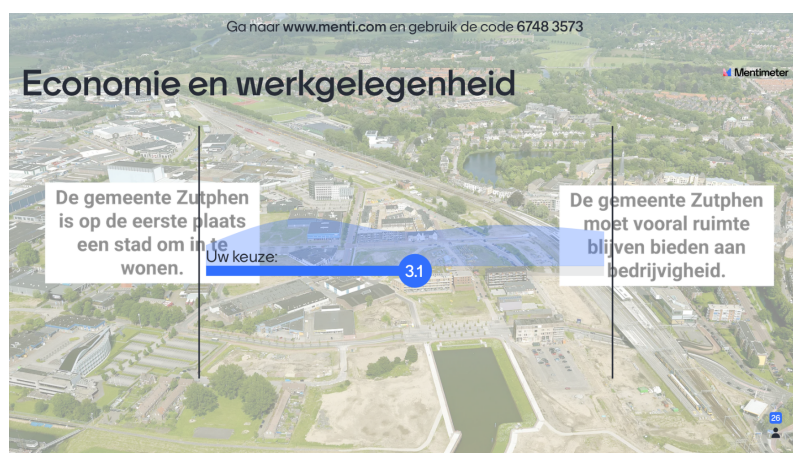 Ga naar www.menti.com en gebruik de code 6748 3573
Economie en werkgelegenheid
Mentimeter
De gemeente Zutphen
is op de eerste plaats
een stad om in te
wonen.
De gemeente Zutphen
moet vooral ruimte
blijven bieden aan
bedrijvigheid.
Uw keuze:
3.1
26